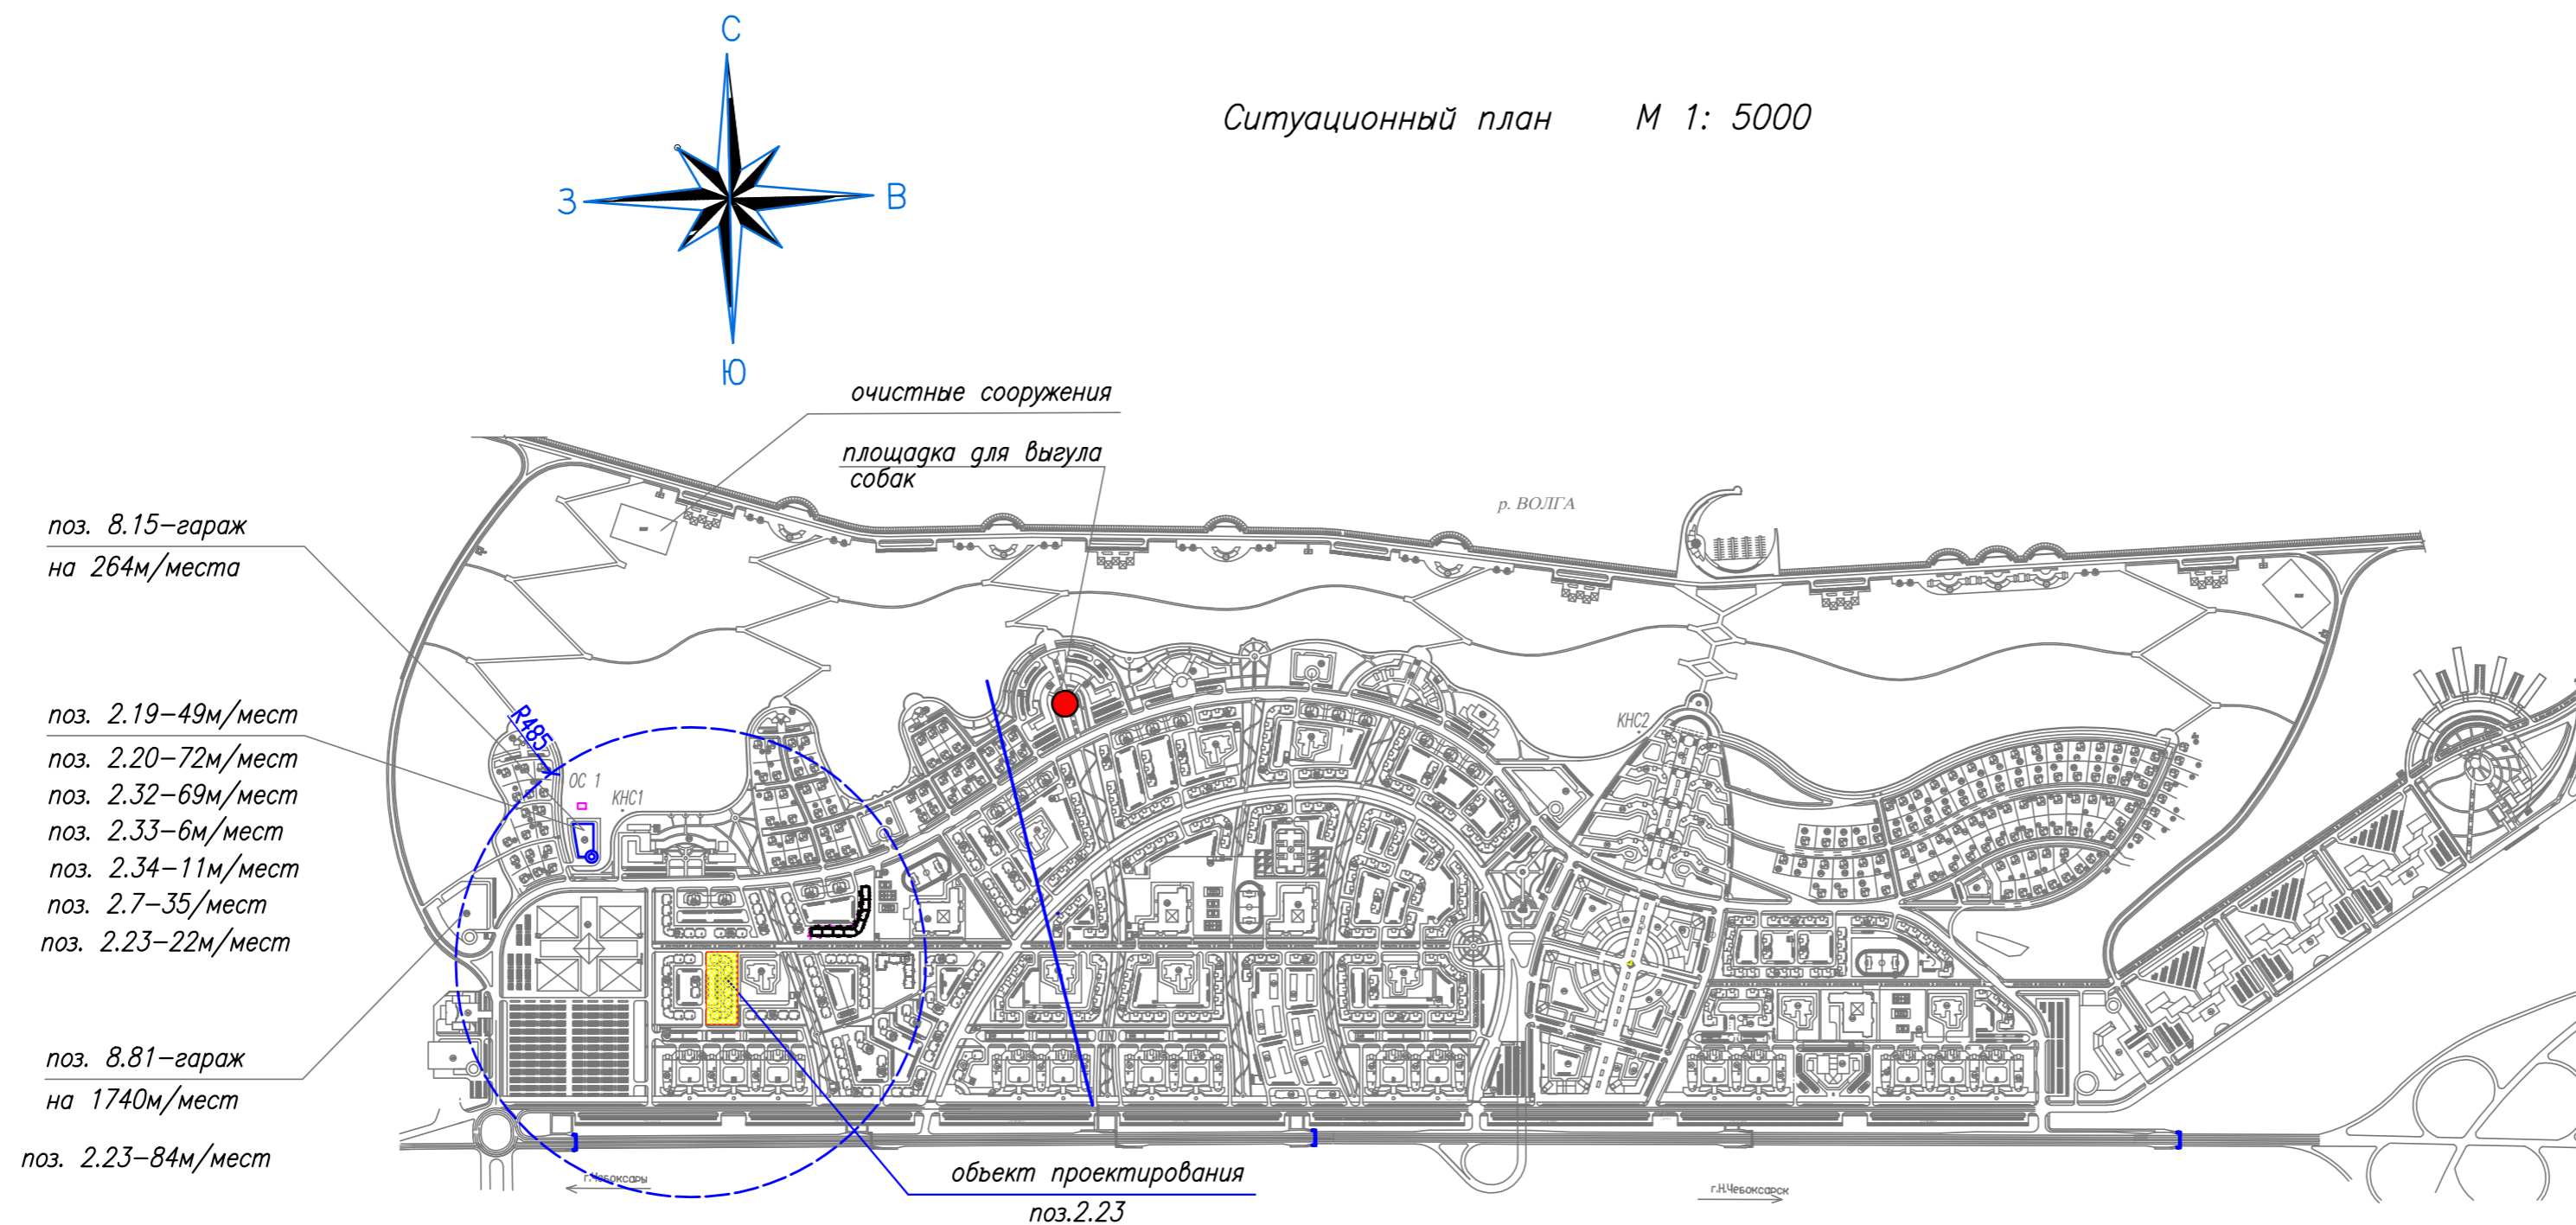 С
Ситуационный план М 1: 5000
З
В
Ю
очистные сооружения
площадка для выгула
собак
р. ВОЛГА
поз. 8.15-гараж
на 264м/места
поз. 2.19-49м/мест
поз. 2.20-72м/мест
поз. 2.32-69м/мест
поз. 2.33-6м/мест
поз. 2.34-11м/мест
поз. 2.7-35/мест
поз. 2.23-22м/мест
R485
ОС 1
КНС1
КНС2
поз. 8.81-гараж
на 1740м/мест
поз. 2.23-84м/мест
г.Чебоксары
объект проектирования
поз.2.23
г.Н.Чебоксарск